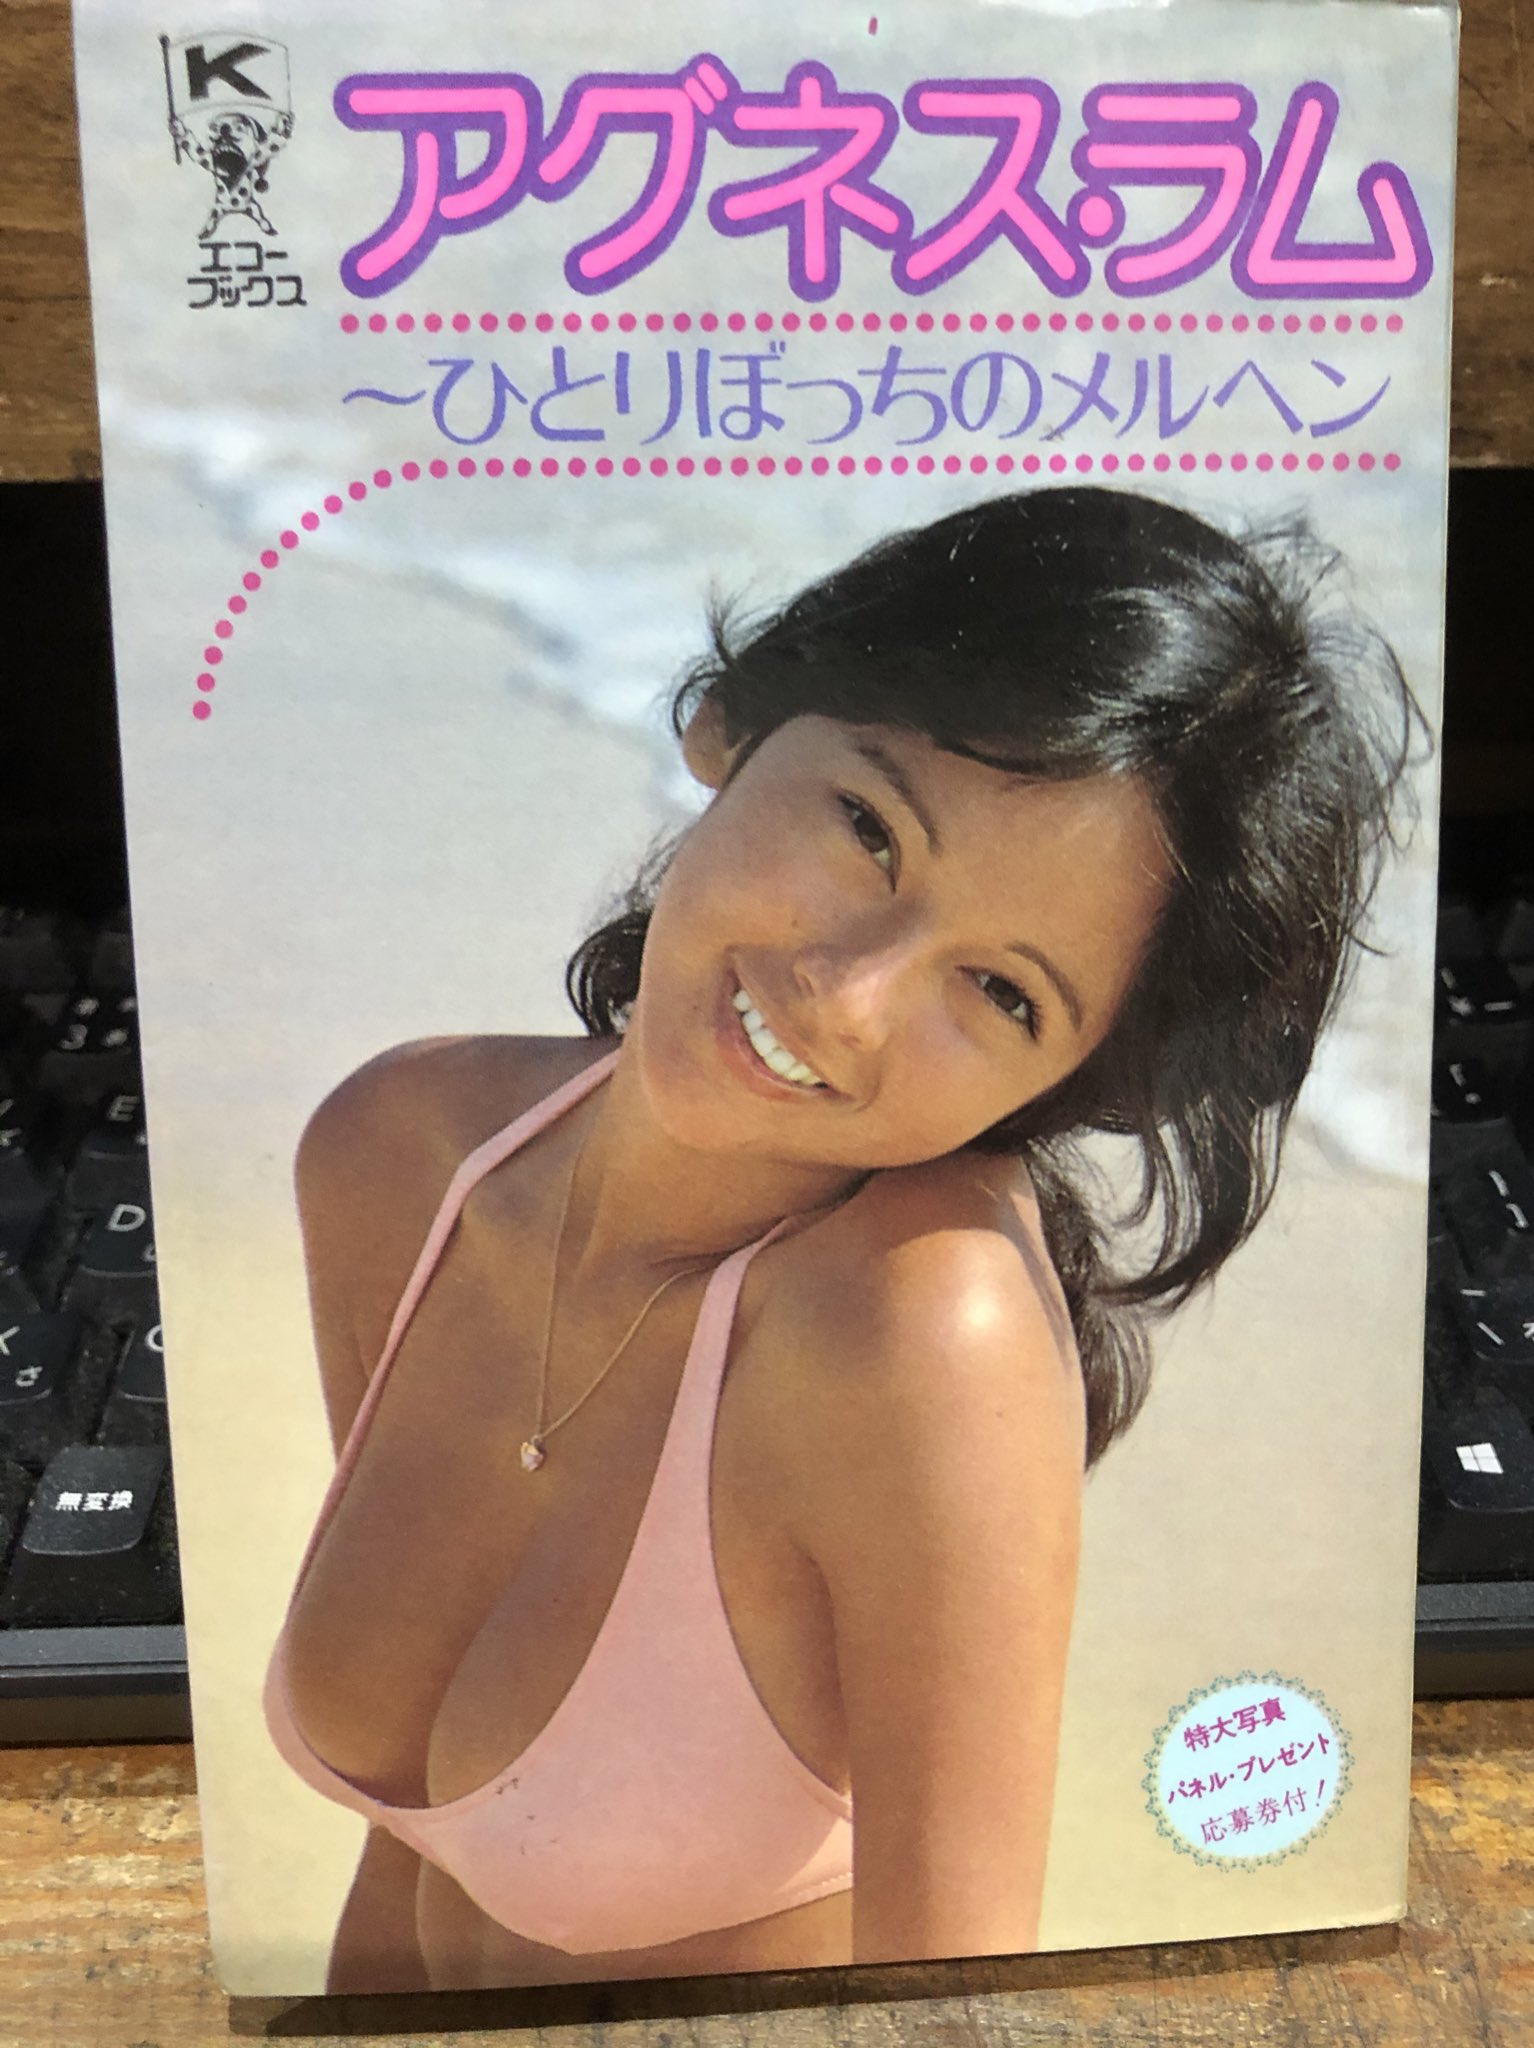 K
エコー
ブックス
アグネス・ラム
～ひとりぼっちのメルヘン
特大写真
パネル・プレゼント
応募券付！
3
E
D
さ
無変換